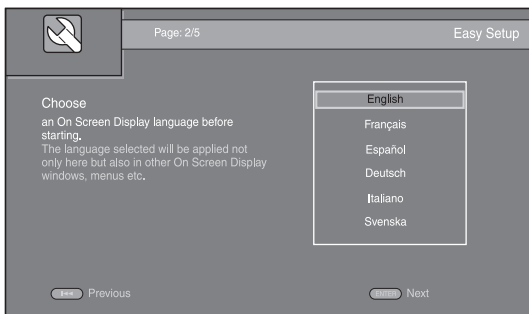 Page: 2/5
Easy Setup
Choose
an On Screen Display language before
starting.
The language selected will be applied not
only here but also in other On Screen Display
windows, menus etc.
English
Français
Español
Deutsch
Italiano
Svenska
Previous
ENTER Next